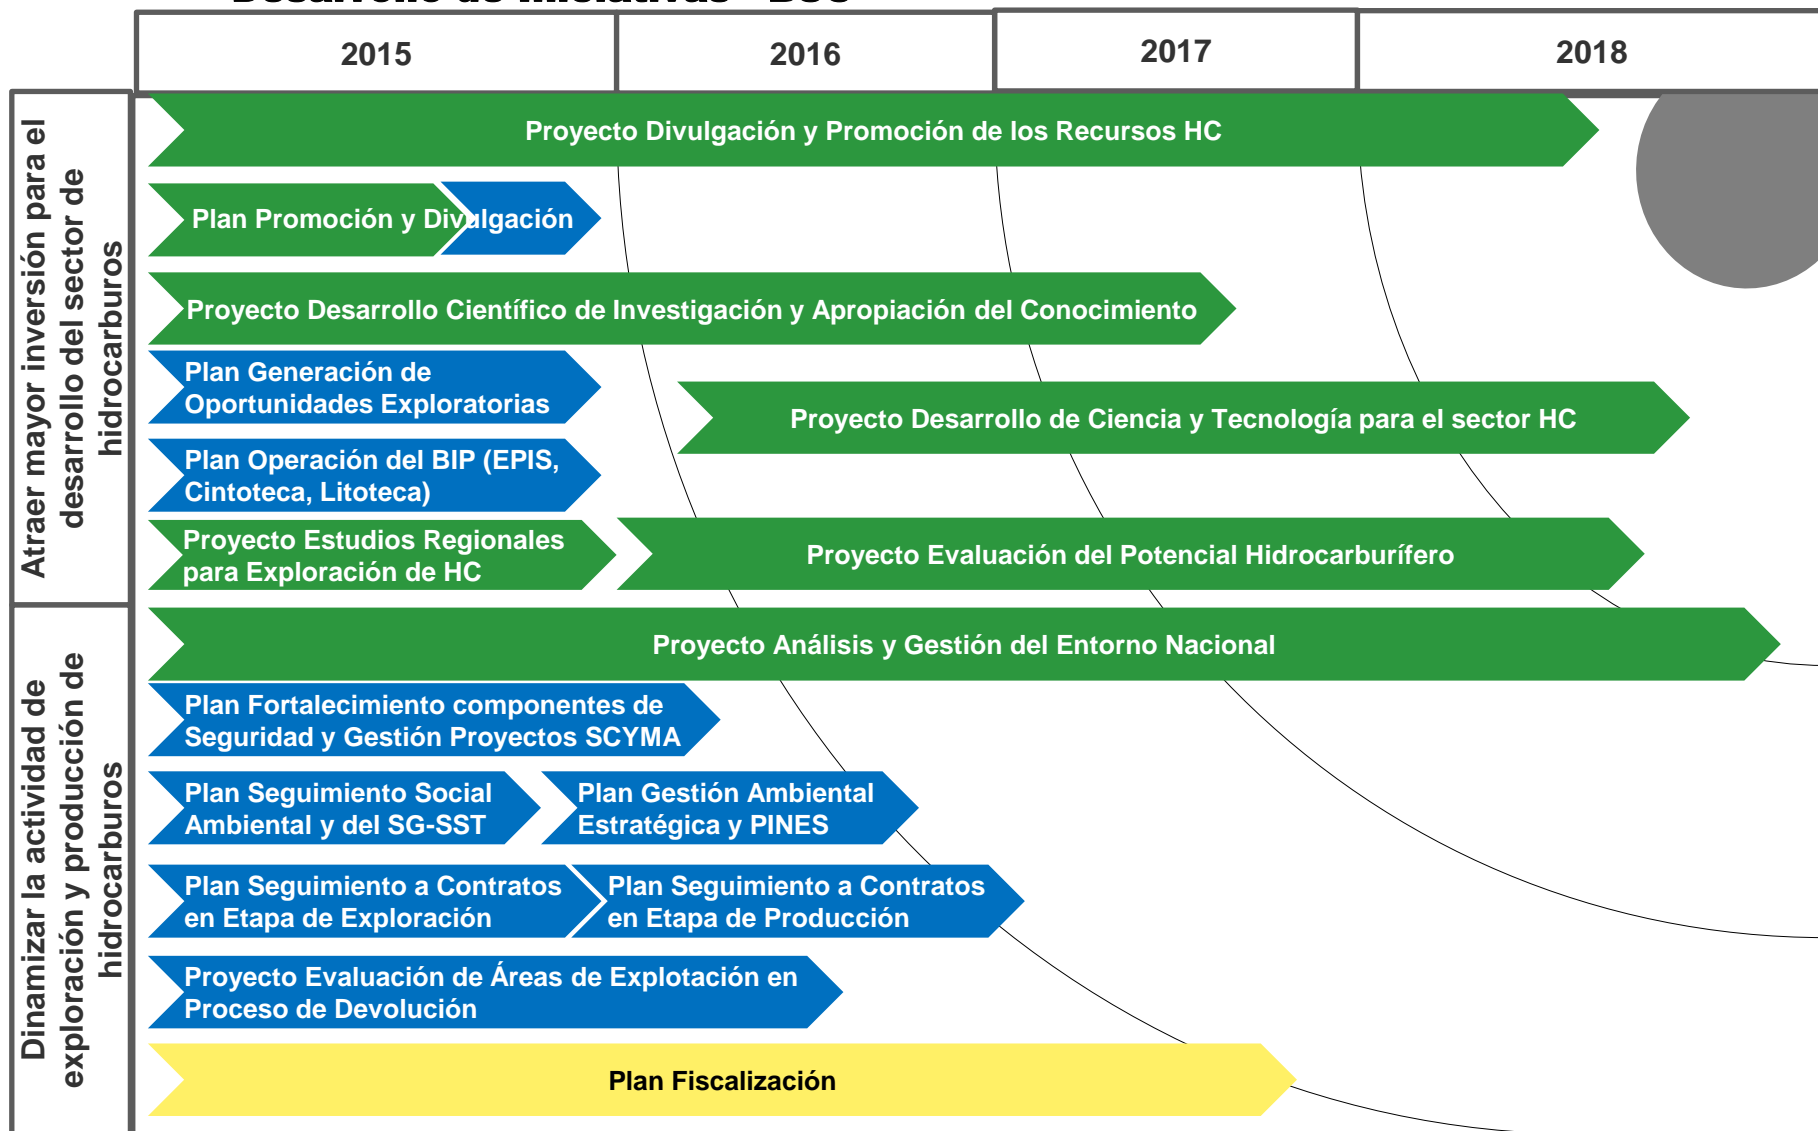 2015
2016
2017
2018
Atraer mayor inversión para el
desarrollo del sector de
hidrocarburos
Proyecto Divulgación y Promoción de los Recursos HC
Plan Promoción y Divulgación
Proyecto Desarrollo Científico de Investigación y Apropiación del Conocimiento
Plan Generación de
Oportunidades Exploratorias
Proyecto Desarrollo de Ciencia y Tecnología para el sector HC
Plan Operación del BIP (EPIS,
Cintoteca, Litoteca)
Proyecto Estudios Regionales
para Exploración de HC
Proyecto Evaluación del Potencial Hidrocarburífero
Dinamizar la actividad de
exploración y producción de
hidrocarburos
Proyecto Análisis y Gestión del Entorno Nacional
Plan Fortalecimiento componentes de
Seguridad y Gestión Proyectos SCYMA
Plan Seguimiento Social
Ambiental y del SG-SST
Plan Gestión Ambiental
Estratégica y PINES
Plan Seguimiento a Contratos
en Etapa de Exploración
Plan Seguimiento a Contratos
en Etapa de Producción
Proyecto Evaluación de Áreas de Explotación en
Proceso de Devolución
Plan Fiscalización